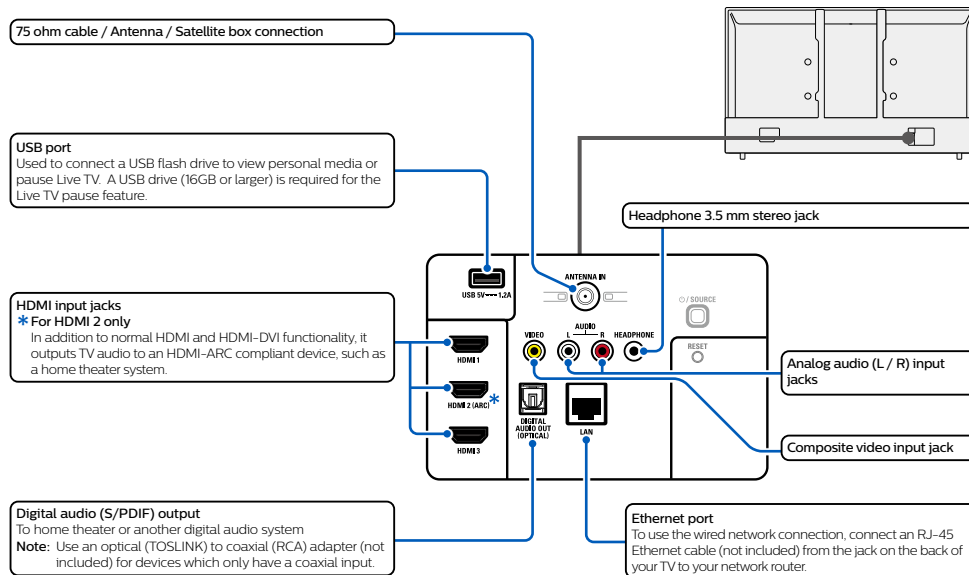 75 ohm cable / Antenna / Satellite box connection
USB port
Used to connect a USB flash drive to view personal media or
pause Live TV. A USB drive (16GB or larger) is required for the
Live TV pause feature.
Headphone 3.5 mm stereo jack
HDMI input jacks
* For HDMI 2 only
In addition to normal HDMI and HDMI-DVI functionality, it
outputs TV audio to an HDMI-ARC compliant device, such as
a home theater system.
USB 5V⎓1.2A
ANTENNA IN
⏻ / SOURCE
VIDEO
L
AUDIO
R
HEADPHONE
RESET
HDMI 1
HDMI 2 (ARC) *
HDMI 3
DIGITAL
AUDIO OUT
(OPTICAL)
LAN
Analog audio (L / R) input
jacks
Composite video input jack
Digital audio (S/PDIF) output
To home theater or another digital audio system
Note: Use an optical (TOSLINK) to coaxial (RCA) adapter (not
included) for devices which only have a coaxial input.
Ethernet port
To use the wired network connection, connect an RJ-45
Ethernet cable (not included) from the jack on the back of
your TV to your network router.